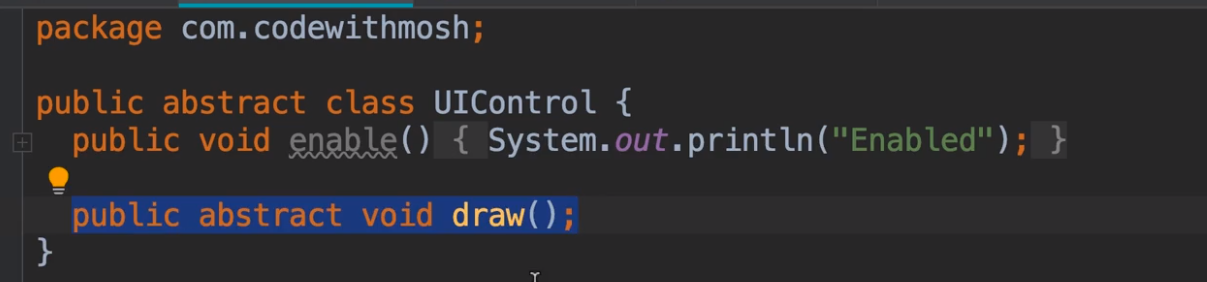 package com.codewithmosh;
public abstract class UIControl {
public void enable() { System.out.println("Enabled"); }
public abstract void draw();
}